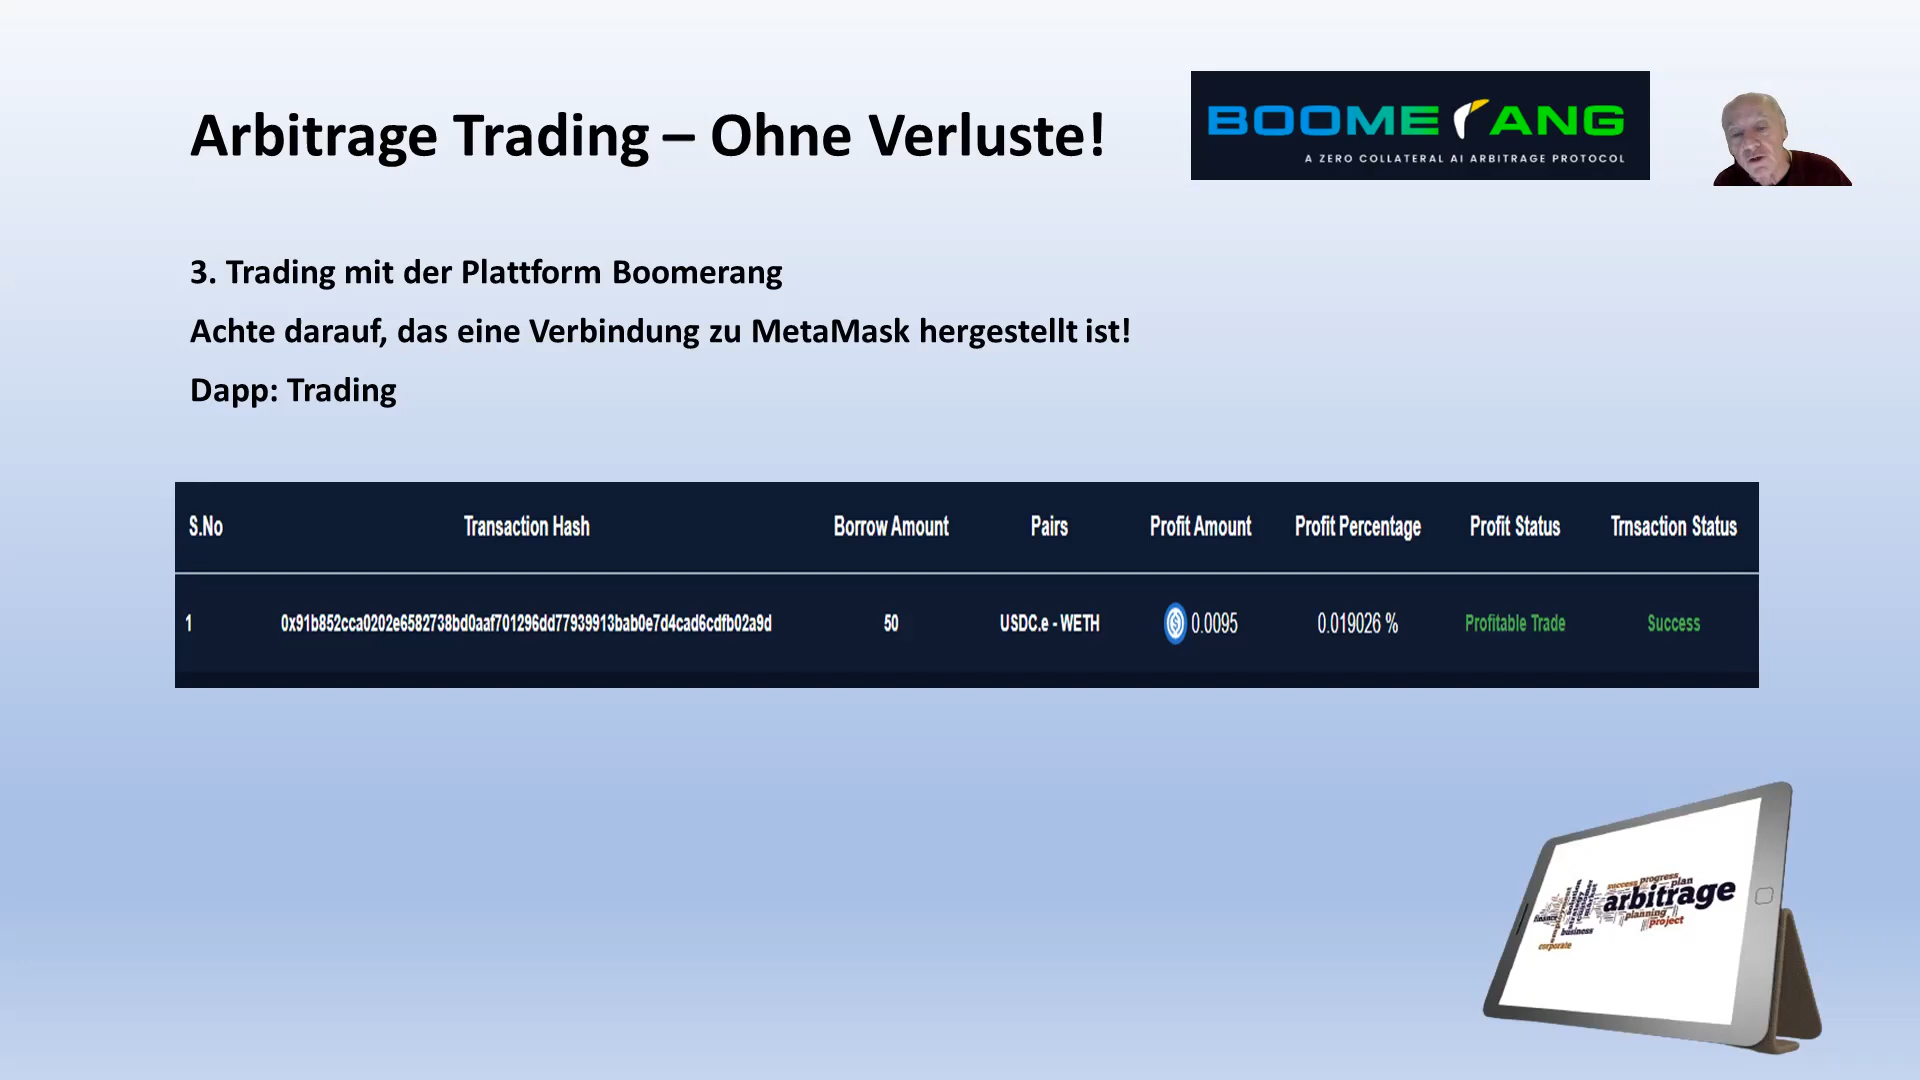 Arbitrage Trading – Ohne Verluste!
BOOMERANG
A ZERO COLLATERAL AI ARBITRAGE PROTOCOL
3. Trading mit der Plattform Boomerang
Achte darauf, das eine Verbindung zu MetaMask hergestellt ist!
Dapp: Trading
S.No Transaction Hash Borrow Amount Pairs Profit Amount Profit Percentage Profit Status Trnsaction Status
1 0x91b852cca0202e6582738bd0aaf701296dd77939913bab0e7d4cad6cdfb02a9d 50 USDC.e - WETH 0.0095 0.019026 % Profitable Trade Success
success progress
plan
arbitrage
finance
planning
project
business
corporate